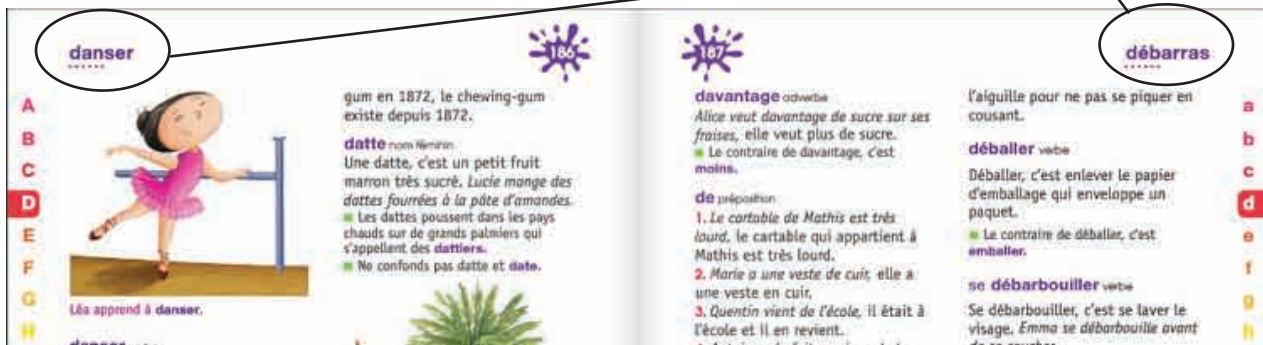 danser
186
187
débarras
A
B
C
D
E
F
G
H
Léa apprend à danser.
danser
gum en 1872, le chewing-gum
existe depuis 1872.
datte nom féminin
Une datte, c'est un petit fruit
marron très sucré. Lucie mange des
dattes fourrées à la pâte d'amandes.
Les dattes poussent dans les pays
chauds sur de grands palmiers qui
s'appellent des dattiers.
Ne confonds pas datte et date.
davantage adverbe
Alice veut davantage de sucre sur ses
fraises, elle veut plus de sucre.
Le contraire de davantage, c'est
moins.
de préposition
1. Le cartable de Mathis est très
lourd, le cartable qui appartient à
Mathis est très lourd.
2. Marie a une veste de cuir, elle a
une veste en cuir.
3. Quentin vient de l'école, il était à
l'école et il en revient.
l'aiguille pour ne pas se piquer en
cousant.
déballer verbe
Déballer, c'est enlever le papier
d'emballage qui enveloppe un
paquet.
Le contraire de déballer, c'est
emballer.
se débarbouiller verbe
Se débarbouiller, c'est se laver le
visage. Emma se débarbouille avant
de se coucher.
a
b
c
d
e
f
g
h